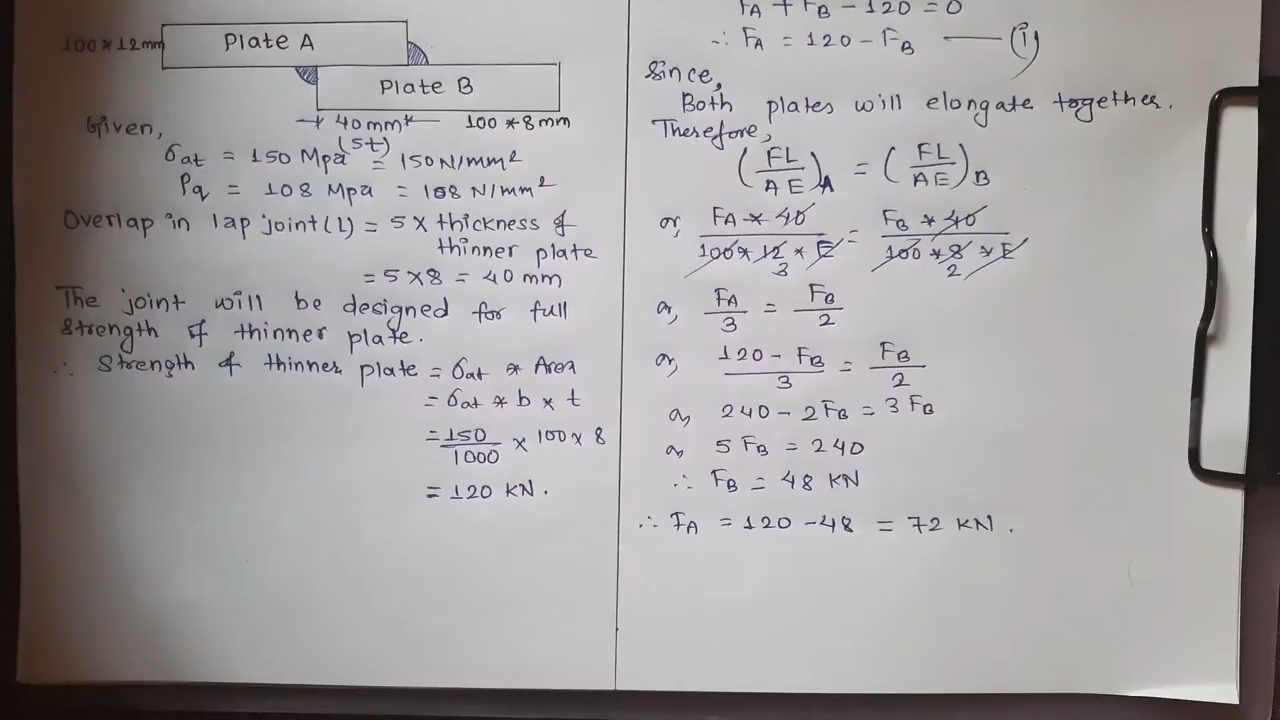 100*12mm
Plate A
Plate B
40mm
(5t)
100*8mm
Given,
σat = 150 Mpa = 150N/mm²
Pq = 108 Mpa = 108 N/mm²
Overlap in lap joint(l) = 5 × thickness of
thinner plate
= 5×8 = 40 mm
The joint will be designed for full
strength of thinner plate.
∴ Strength of thinner plate = σat * Area
= σat * b * t
= 150/1000 × 100×8
= 120 KN.
FA + FB - 120 = 0
∴ FA = 120 - FB —— (i)
Since,
Both plates will elongate together.
Therefore,
(FL/AE)A = (FL/AE)B
or, FA * 40 / 100 * 12 * E = FB * 40 / 100 * 8 * E
3 2
or, FA/3 = FB/2
or, 120 - FB / 3 = FB/2
or, 240 - 2FB = 3FB
or, 5FB = 240
∴ FB = 48 KN
∴ FA = 120 - 48 = 72 KN.